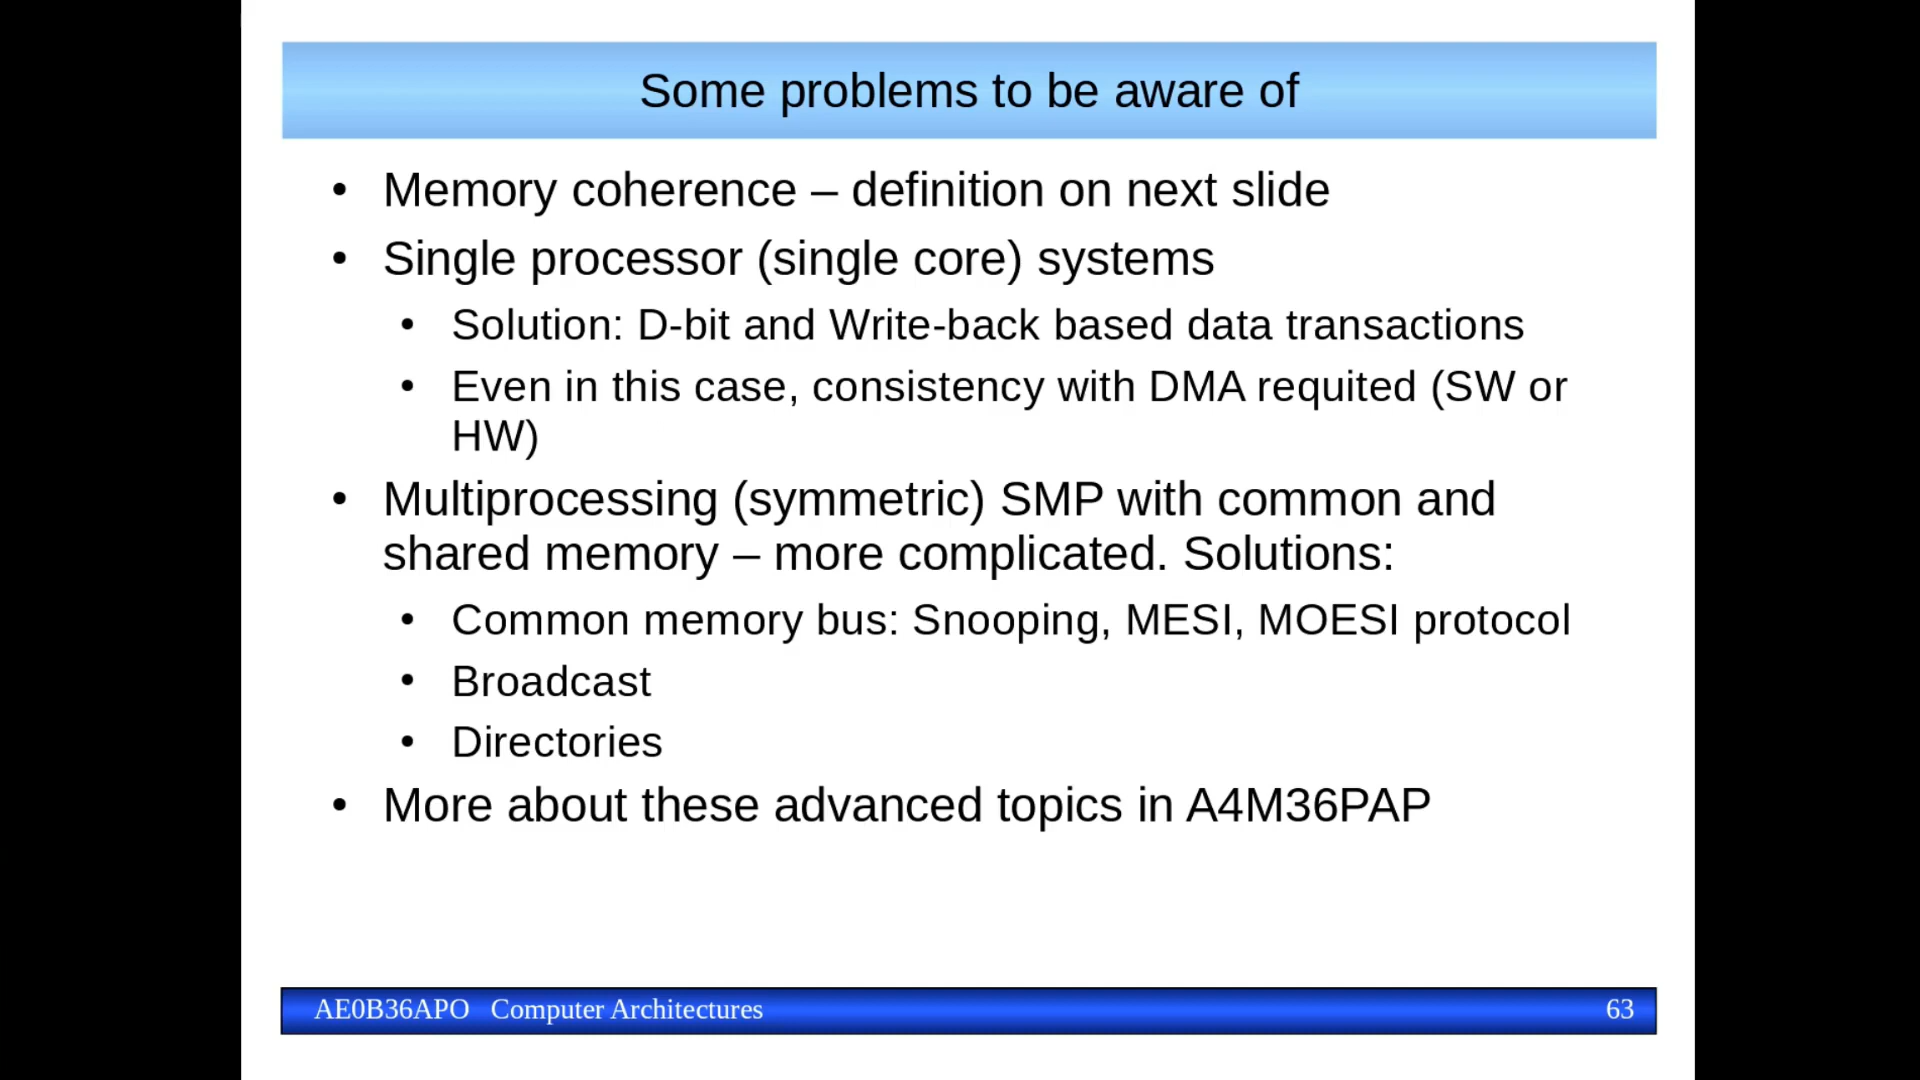 Some problems to be aware of
• Memory coherence – definition on next slide
• Single processor (single core) systems
• Solution: D-bit and Write-back based data transactions
• Even in this case, consistency with DMA requited (SW or
HW)
• Multiprocessing (symmetric) SMP with common and
shared memory – more complicated. Solutions:
• Common memory bus: Snooping, MESI, MOESI protocol
• Broadcast
• Directories
• More about these advanced topics in A4M36PAP
AE0B36APO Computer Architectures 63